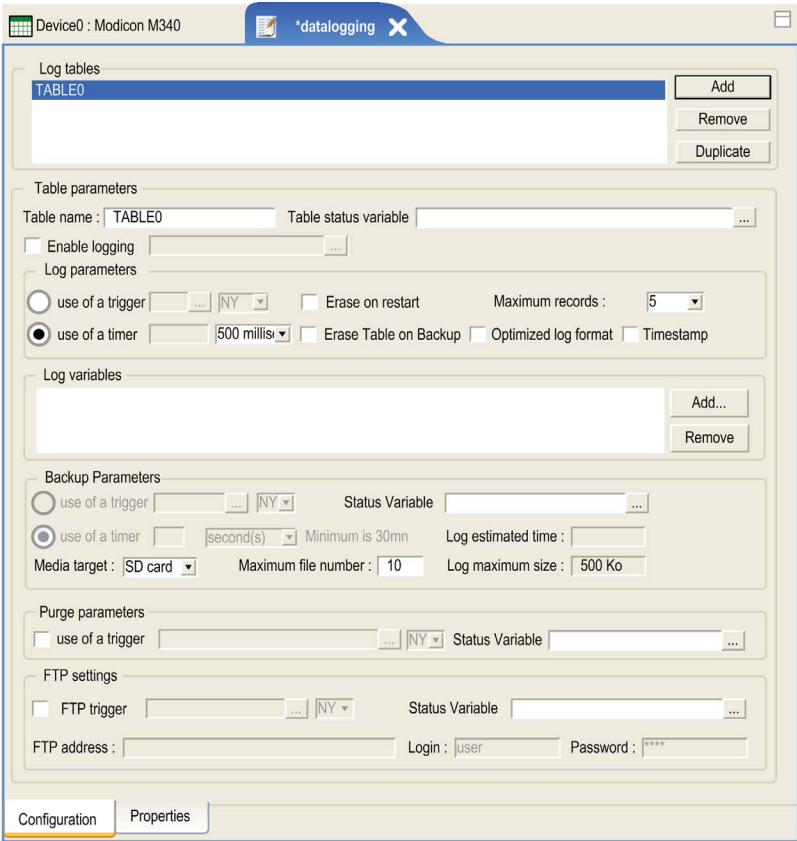 Device0 : Modicon M340 *datalogging
Log tables
TABLE0
Add
Remove
Duplicate
Table parameters
Table name : TABLE0 Table status variable ...
Enable logging ...
Log parameters
use of a trigger ... NY Erase on restart Maximum records : 5
use of a timer 500 millise Erase Table on Backup Optimized log format Timestamp
Log variables
Add...
Remove
Backup Parameters
use of a trigger ... NY Status Variable ...
use of a timer second(s) Minimum is 30mn Log estimated time :
Media target : SD card Maximum file number : 10 Log maximum size : 500 Ko
Purge parameters
use of a trigger ... NY Status Variable ...
FTP settings
FTP trigger ... NY Status Variable ...
FTP address : Login : user Password : ****
Configuration Properties